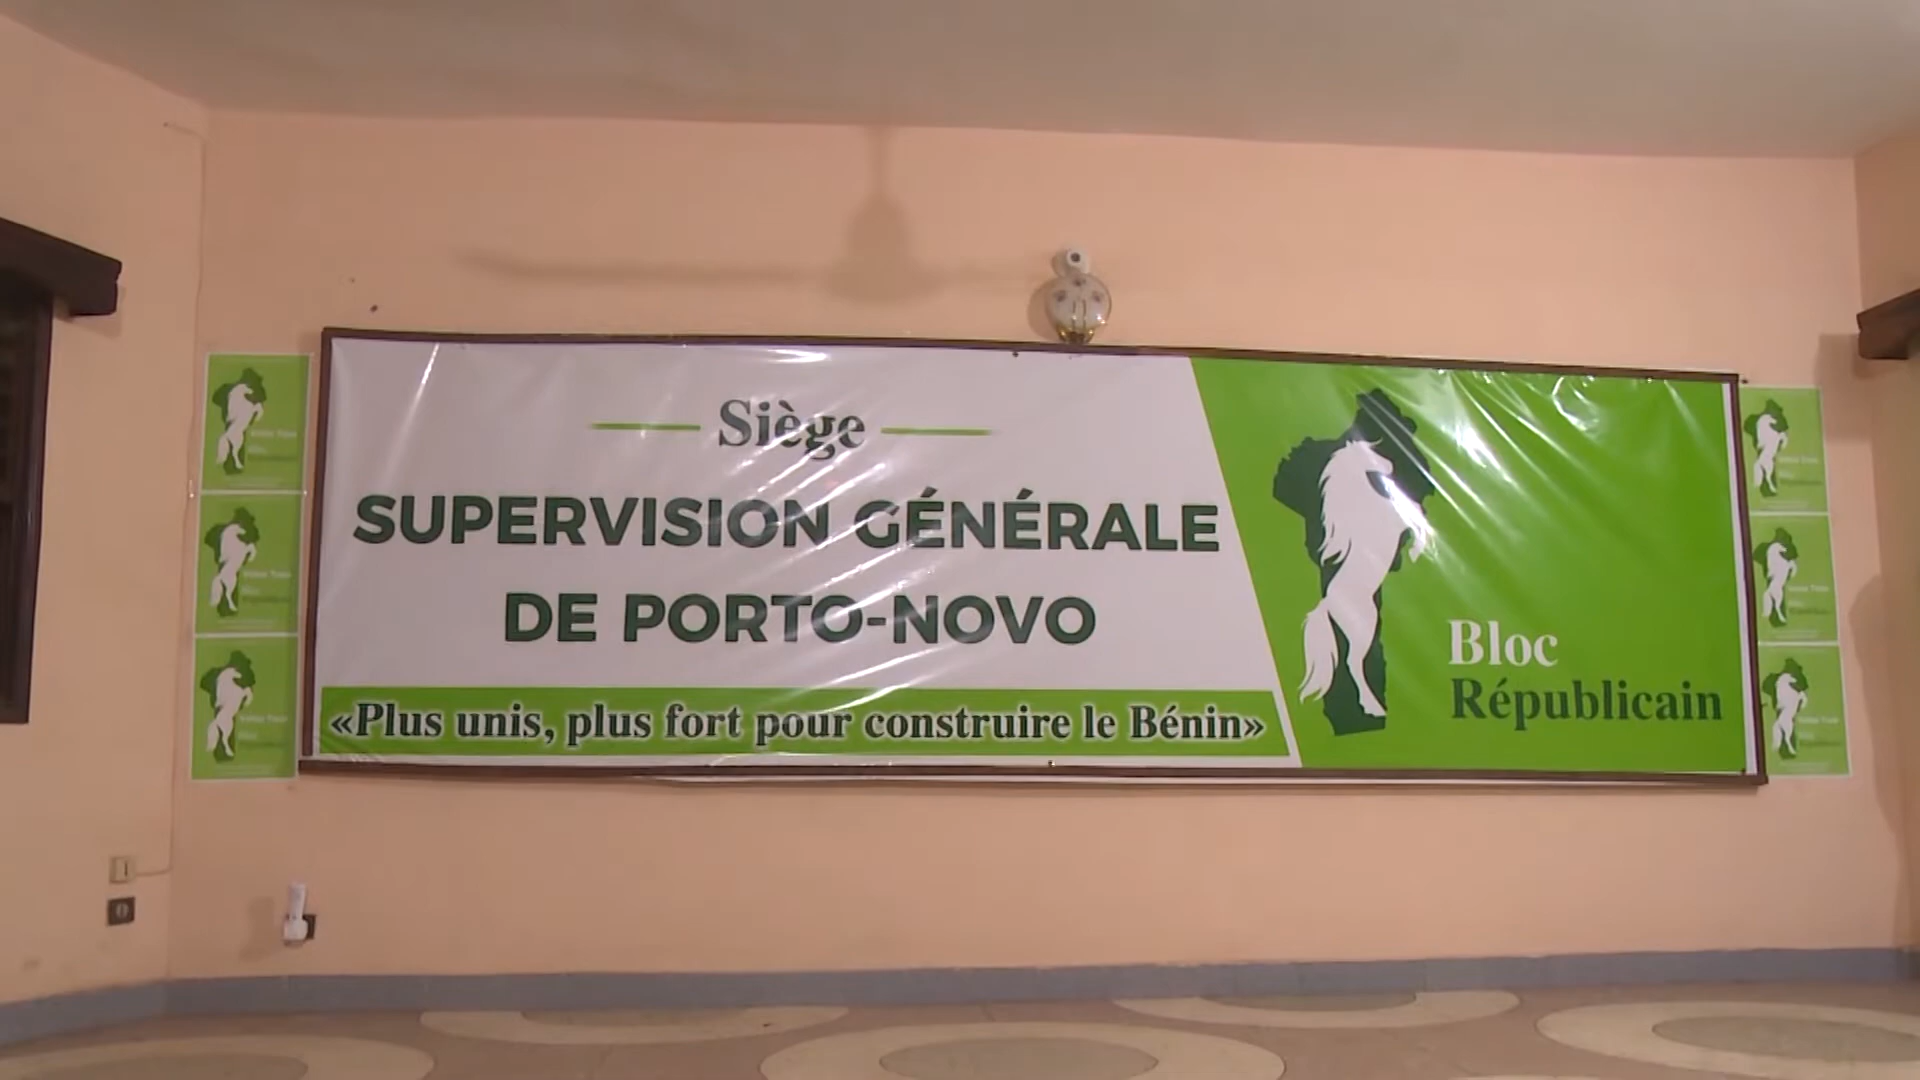 Siège
SUPERVISION GÉNÉRALE
DE PORTO-NOVO
«Plus unis, plus fort pour construire le Bénin»
Bloc
Républicain